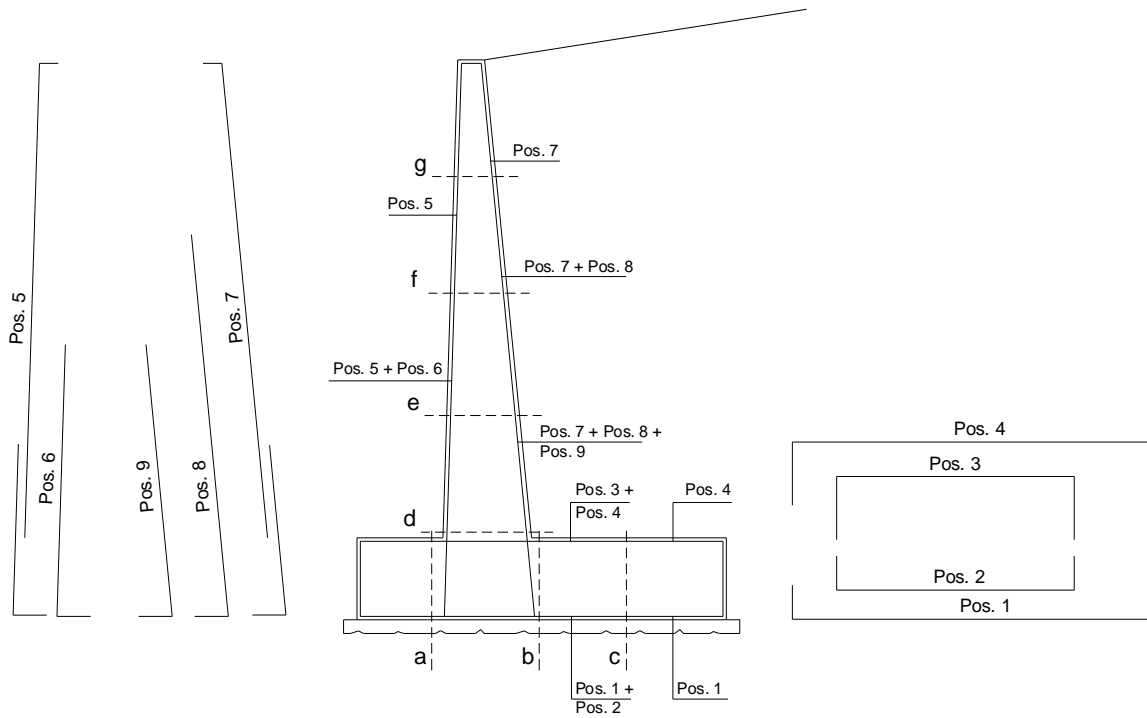 Pos. 5
Pos. 6
Pos. 9
Pos. 8
Pos. 7
g
Pos. 7
Pos. 5
f
Pos. 7 + Pos. 8
Pos. 5 + Pos. 6
e
Pos. 7 + Pos. 8 +
Pos. 9
d
Pos. 3 +
Pos. 4
Pos. 4
a
b
c
Pos. 1 +
Pos. 2
Pos. 1
Pos. 4
Pos. 3
Pos. 2
Pos. 1